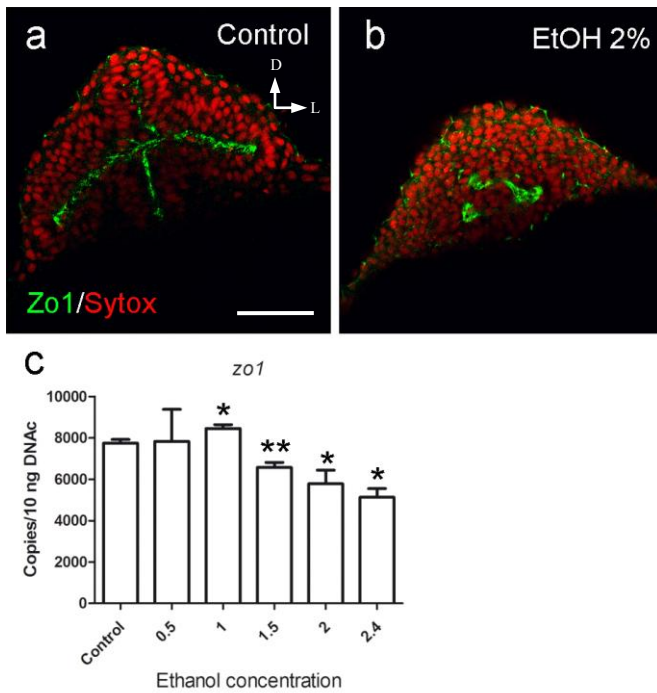 a Control
D
L
Zo1/Sytox
b EtOH 2%
c
zo1
Copies/10 ng DNAc
10000
8000
6000
4000
2000
0
* ** * *
Control 0.5 1 1.5 2 2.4
Ethanol concentration